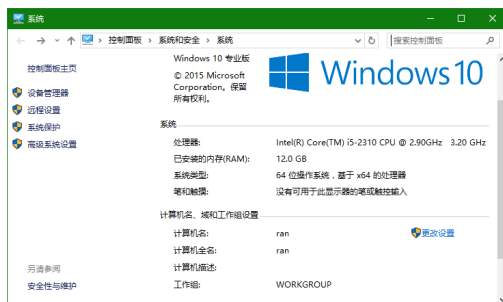 系统
控制面板 › 系统和安全 › 系统
搜索控制面板
控制面板主页
设备管理器
远程设置
系统保护
高级系统设置
另请参阅
安全性与维护
Windows 10 专业版
© 2015 Microsoft
Corporation。保留
所有权利。
Windows 10
系统
处理器: Intel(R) Core(TM) i5-2310 CPU @ 2.90GHz 3.20 GHz
已安装的内存(RAM): 12.0 GB
系统类型: 64 位操作系统，基于 x64 的处理器
笔和触摸: 没有可用于此显示器的笔或触控输入
计算机名、域和工作组设置
计算机名: ran 更改设置
计算机全名: ran
计算机描述:
工作组: WORKGROUP